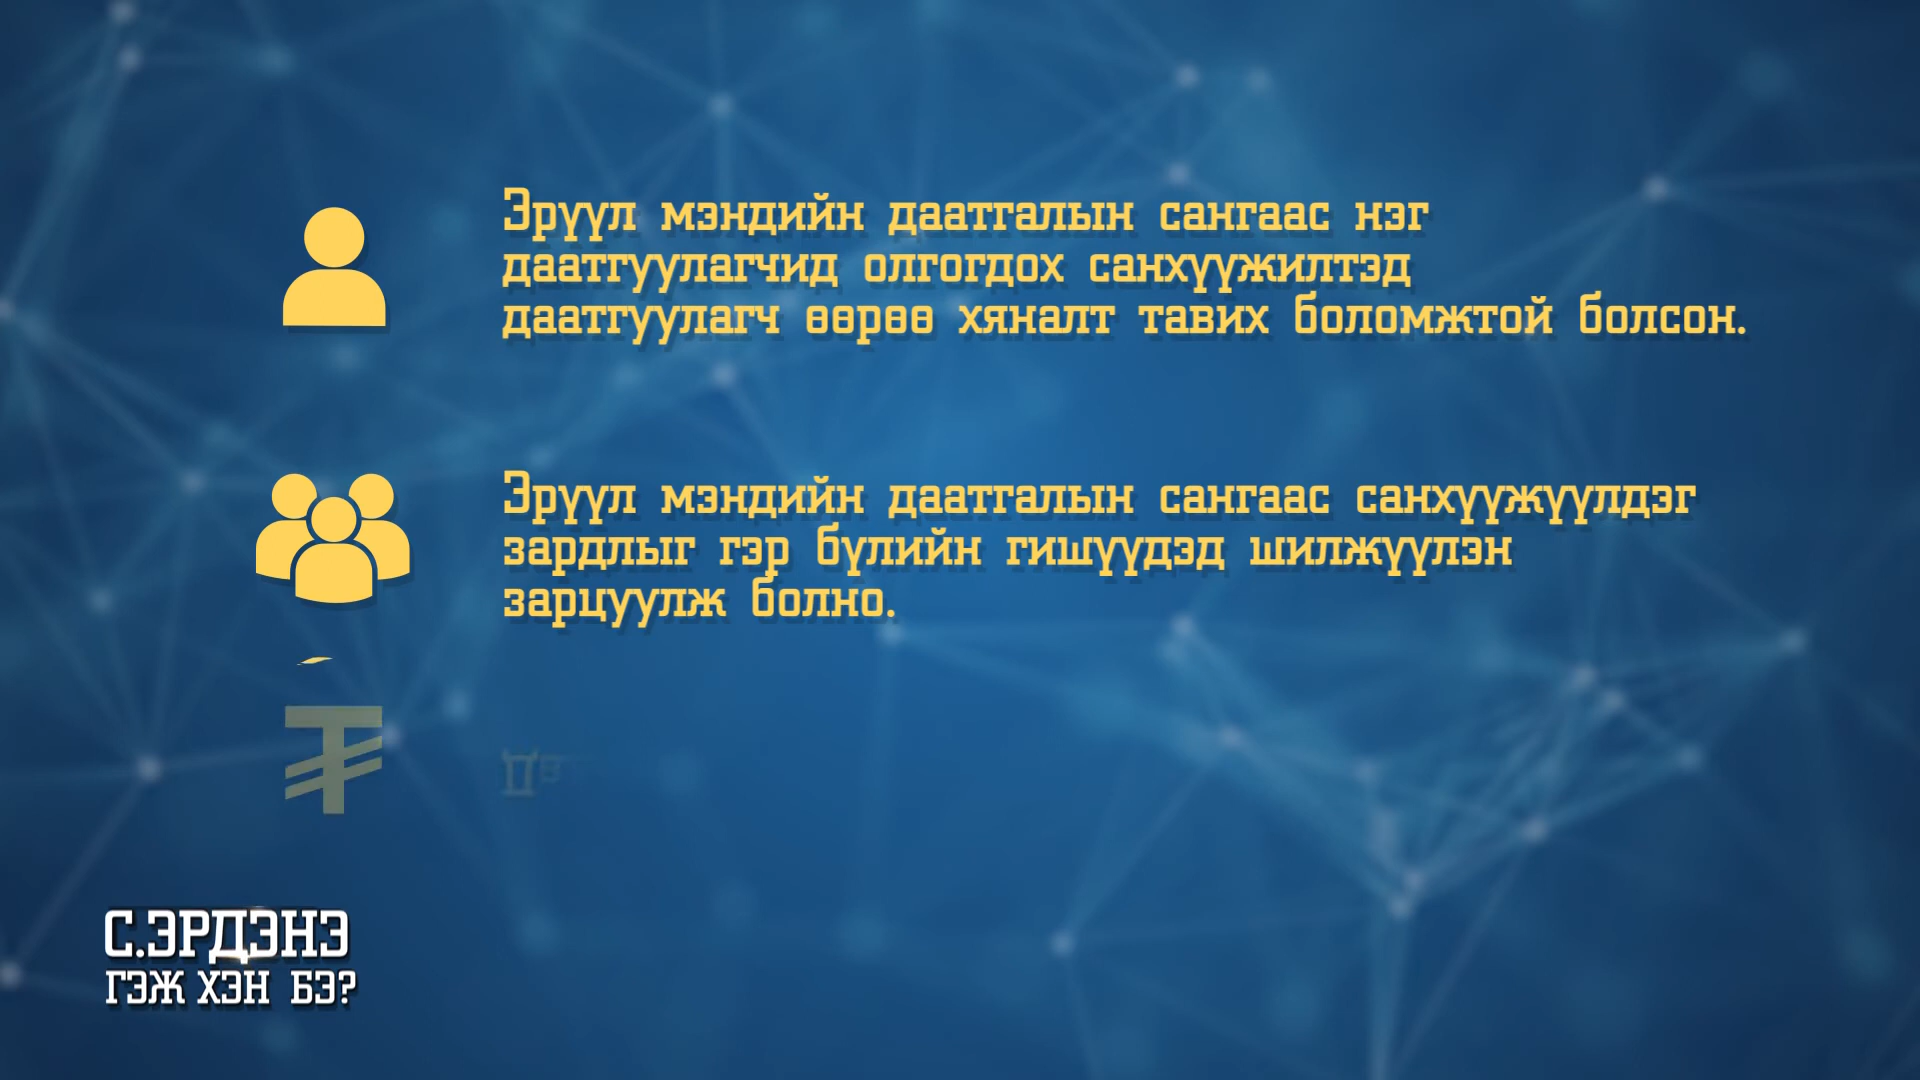 Эрүүл мэндийн даатгалын сангаас нэг
даатгуулагчид олгогдох санхүүжилтэд
даатгуулагч өөрөө хяналт тавих боломжтой болсон.
Эрүүл мэндийн даатгалын сангаас санхүүжүүлдэг
зардлыг гэр бүлийн гишүүдэд шилжүүлэн
зарцуулж болно.
₮
С.ЭРДЭНЭ
ГЭЖ ХЭН БЭ?